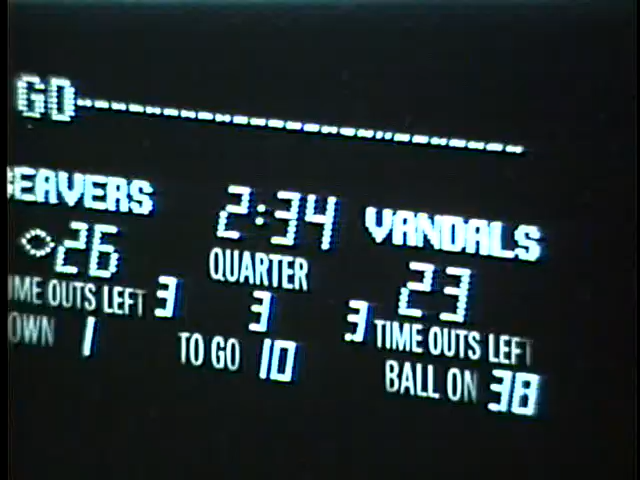 GO
EAVERS 2:34 VANDALS
26 QUARTER 23
IME OUTS LEFT 3 3 3 TIME OUTS LEFT
OWN 1 TO GO 10 BALL ON 38